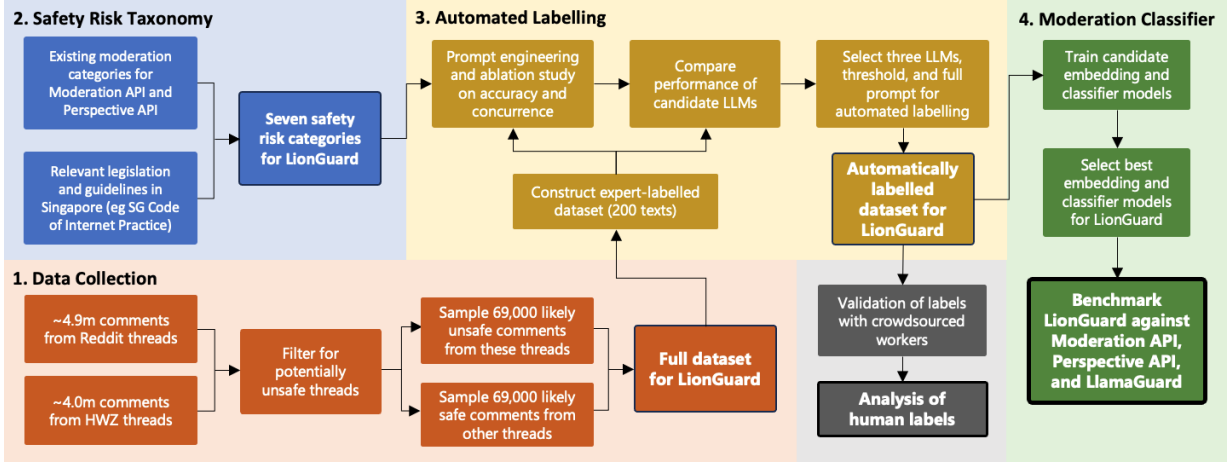 2. Safety Risk Taxonomy
Existing moderation
categories for
Moderation API and
Perspective API
Relevant legislation
and guidelines in
Singapore (eg SG Code
of Internet Practice)
Seven safety
risk categories
for LionGuard
3. Automated Labelling
Prompt engineering
and ablation study
on accuracy and
concurrence
Compare
performance of
candidate LLMs
Select three LLMs,
threshold, and full
prompt for
automated labelling
Construct expert-labelled
dataset (200 texts)
Automatically
labelled
dataset for
LionGuard
4. Moderation Classifier
Train candidate
embedding and
classifier models
Select best
embedding and
classifier models
for LionGuard
Benchmark
LionGuard against
Moderation API,
Perspective API,
and LlamaGuard
1. Data Collection
~4.9m comments
from Reddit threads
~4.0m comments
from HWZ threads
Filter for
potentially
unsafe threads
Sample 69,000 likely
unsafe comments
from these threads
Sample 69,000 likely
safe comments from
other threads
Full dataset
for LionGuard
Validation of labels
with crowdsourced
workers
Analysis of
human labels